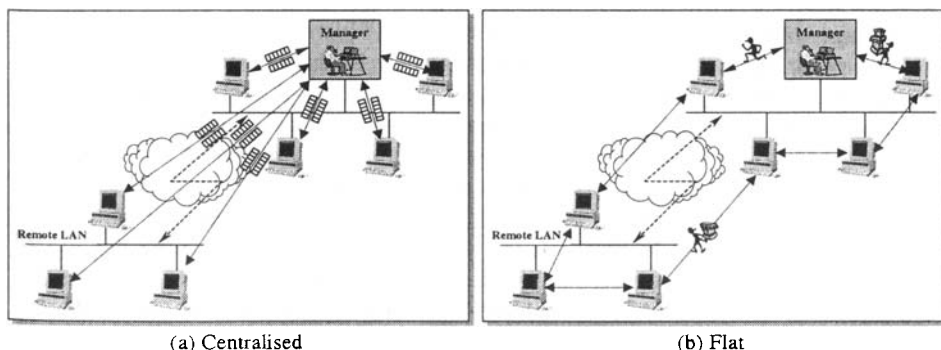 Manager
Remote LAN
(a) Centralised
Manager
Remote LAN
(b) Flat